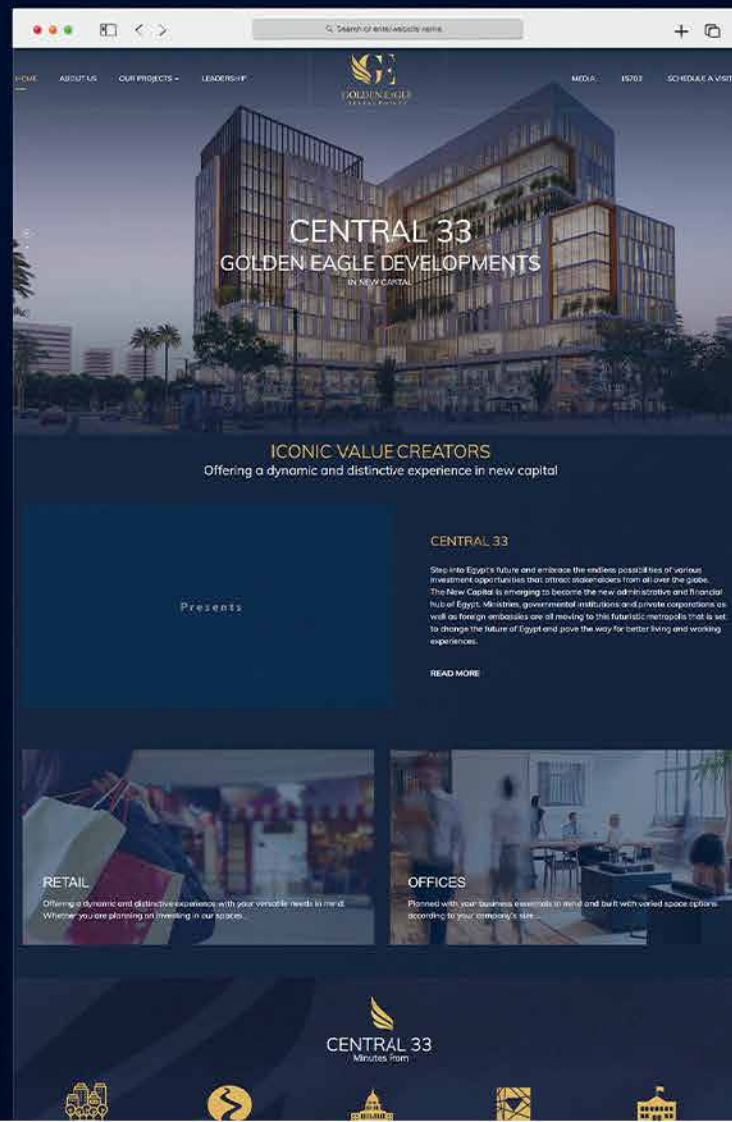 Search or enter website name
HOME
ABOUT US
OUR PROJECTS
LEADERSHIP
GE
GOLDEN EAGLE
DEVELOPMENTS
MEDIA
SCHEDULE A VISIT
CENTRAL 33
GOLDEN EAGLE DEVELOPMENTS
IN NEW CAPITAL
ICONIC VALUE CREATORS
Offering a dynamic and distinctive experience in new capital
Presents
CENTRAL 33
Step into Egypt's future and embrace the endless possibilities of various
investment opportunities that attract stakeholders from all over the globe.
The New Capital is emerging to become the new administrative and financial
hub of Egypt. Ministries, governmental institutions and private corporations as
well as foreign embassies are all moving to this futuristic metropolis that is set
to change the future of Egypt and pave the way for better living and working
experiences.
READ MORE
RETAIL
Offering a dynamic and distinctive experience with your versatile needs in mind.
Whether you are planning on investing in our spaces...
OFFICES
Planned with your business essentials in mind and built with varied space options
according to your company's size...
CENTRAL 33
Minutes From